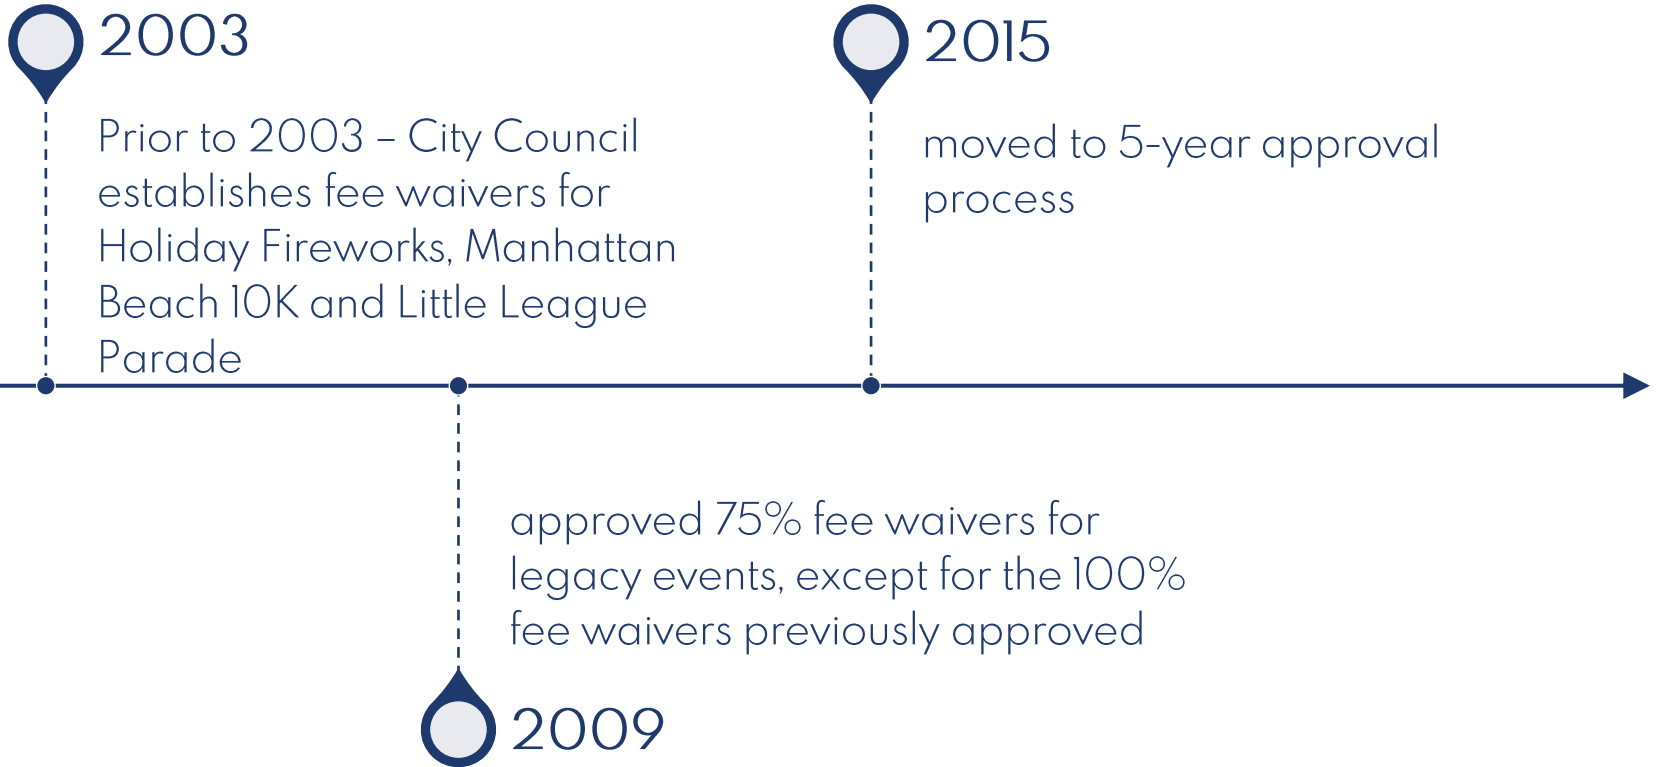 2003
Prior to 2003 – City Council
establishes fee waivers for
Holiday Fireworks, Manhattan
Beach 10K and Little League
Parade
approved 75% fee waivers for
legacy events, except for the 100%
fee waivers previously approved
2009
2015
moved to 5-year approval
process